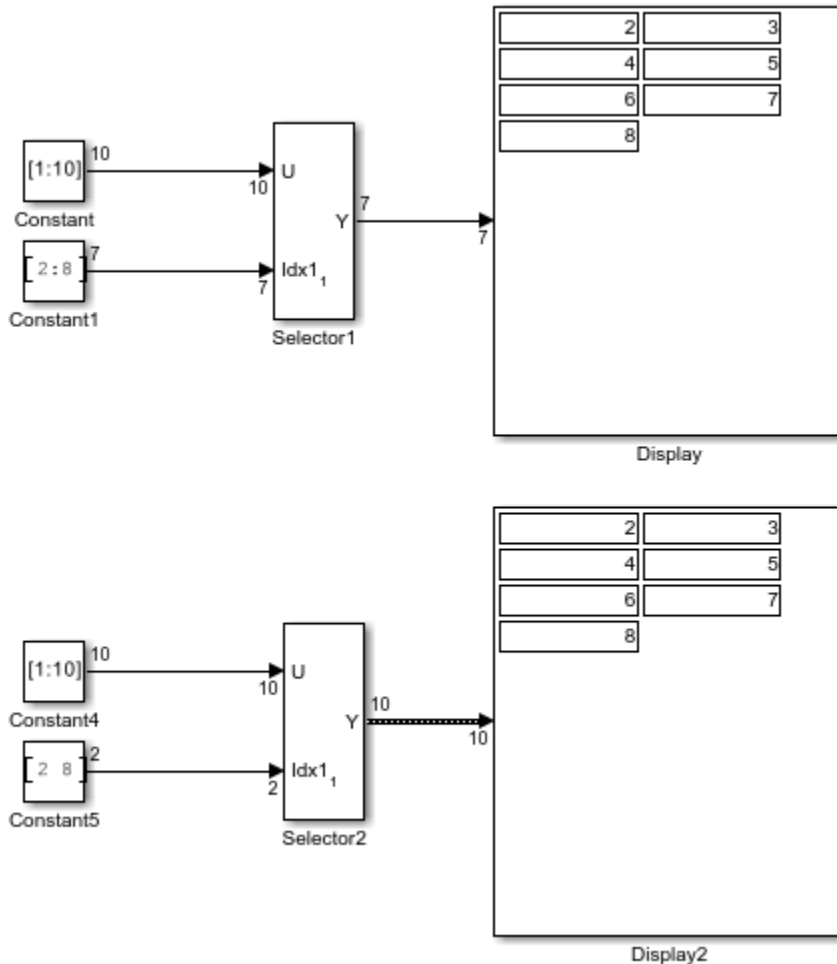 2 3
4 5
6 7
8
10
[1:10]
10
U
Constant
Y
7
7
7
[ 2:8 ]
7
Idx1 1
Constant1
Selector1
Display
2 3
4 5
6 7
8
10
[1:10]
10
U
Constant4
10
Y
10
2
[ 2 8 ]
2
Idx1 1
Constant5
Selector2
Display2